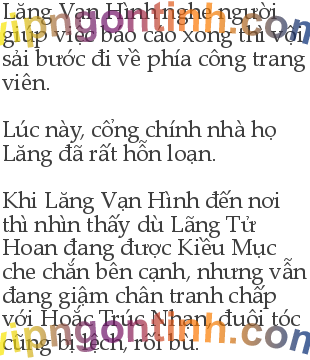 Lăng Vạn Hình nghe người
giúp việc báo cáo xong thì vội
sải bước đi về phía công trang
viên.
Lúc này, cổng chính nhà họ
Lăng đã rất hỗn loạn.
Khi Lăng Vạn Hình đến nơi
thì nhìn thấy dù Lãng Tử
Hoan đang được Kiều Mục
che chắn bên cạnh, nhưng vẫn
đang giậm chân tranh chấp
với Hoắc Trúc Nhan, đuôi tóc
cũng bị lệch, rối bù.
vipngontinh.com
vipngontinh.com